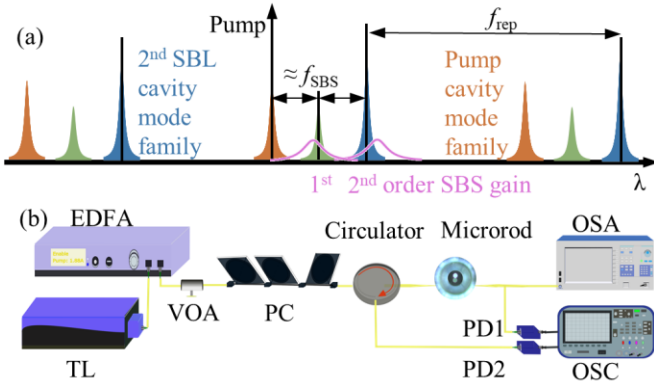 (a)
Pump
f_rep
2nd SBL
cavity
mode
family
≈ f_SBS
Pump
cavity
mode
family
1st 2nd order SBS gain
λ
(b)
EDFA
Circulator
Microrod
OSA
VOA
PC
PD1
TL
PD2
OSC